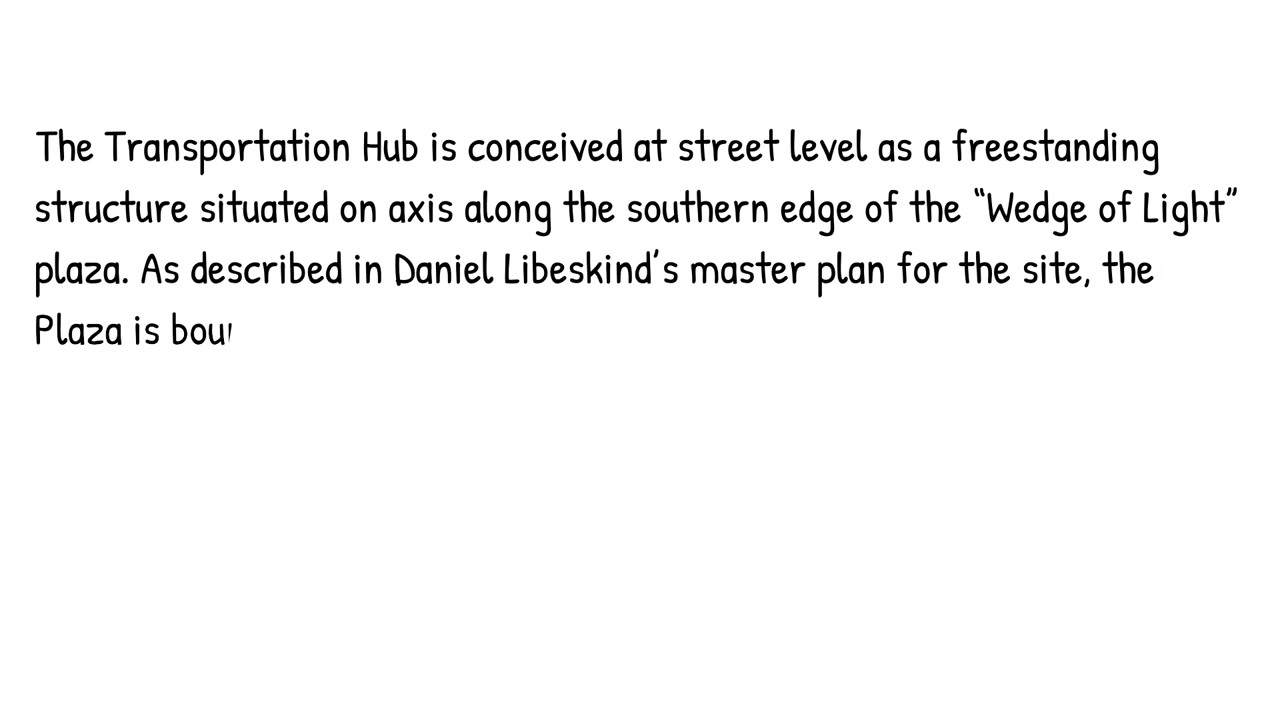 The Transportation Hub is conceived at street level as a freestanding
structure situated on axis along the southern edge of the “Wedge of Light”
plaza. As described in Daniel Libeskind’s master plan for the site, the
Plaza is bou